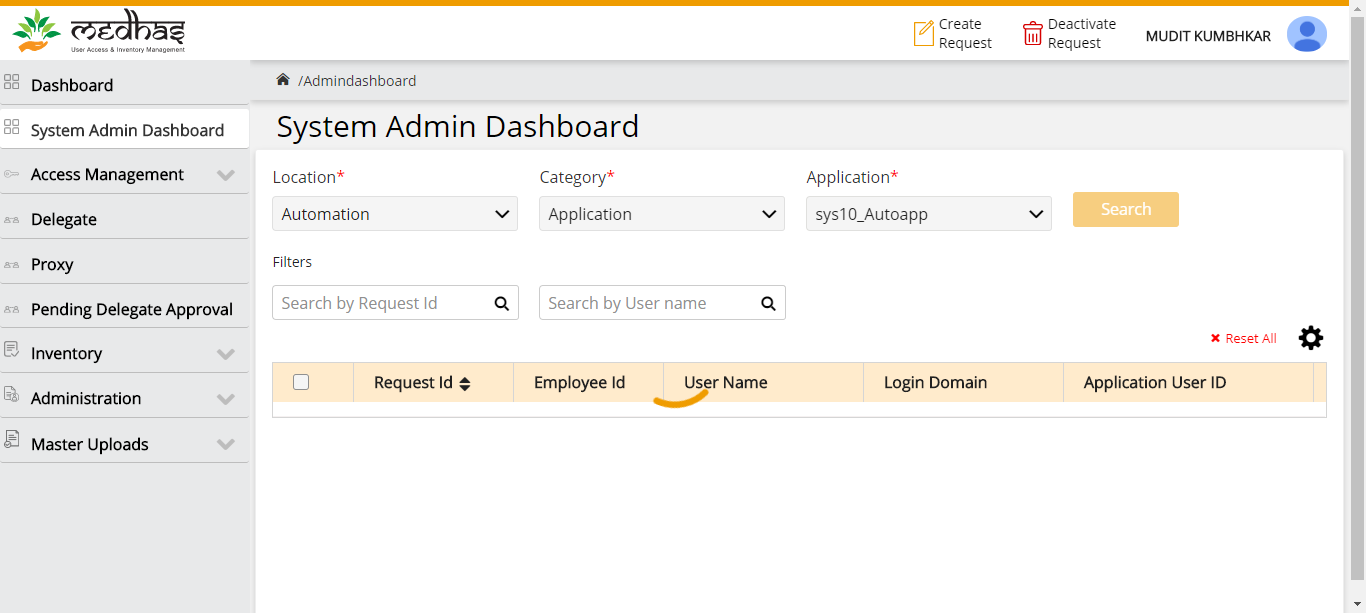 medhas
User Access & Inventory Management
Create
Request
Deactivate
Request
MUDIT KUMBHKAR
Dashboard
System Admin Dashboard
Access Management
Delegate
Proxy
Pending Delegate Approval
Inventory
Administration
Master Uploads
/Admindashboard
System Admin Dashboard
Location* Category* Application*
Automation Application sys10_Autoapp Search
Filters
Search by Request Id Search by User name
Reset All
Request Id Employee Id User Name Login Domain Application User ID